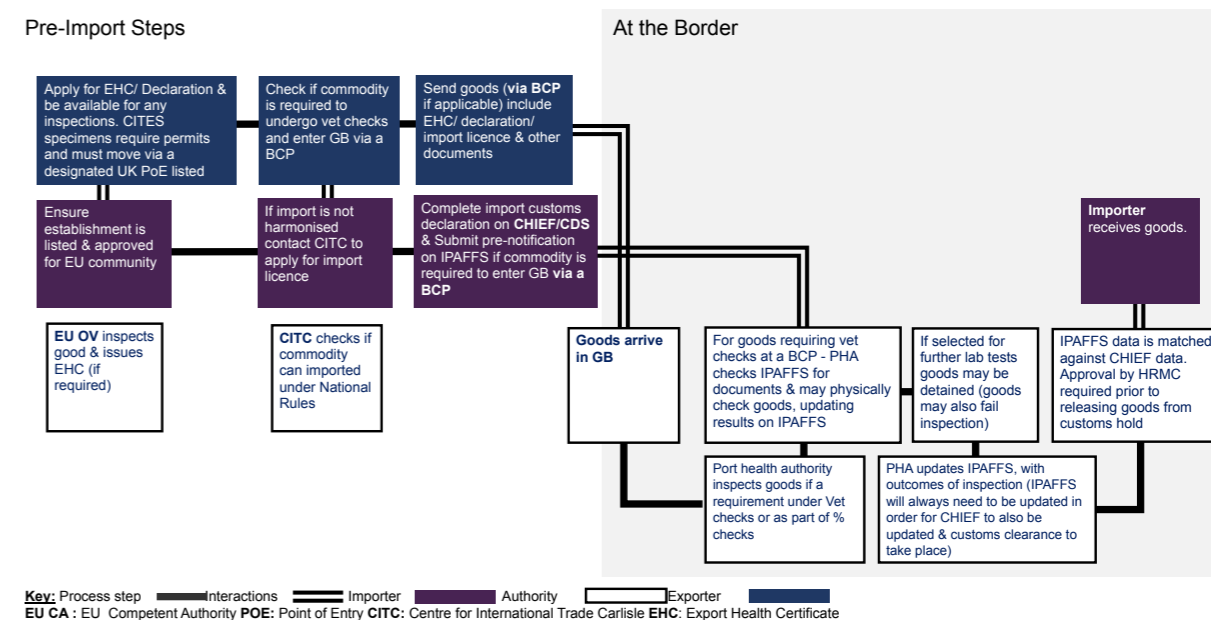 Pre-Import Steps
At the Border
Apply for EHC/ Declaration &
be available for any
inspections. CITES
specimens require permits
and must move via a
designated UK PoE listed
Check if commodity
is required to
undergo vet checks
and enter GB via a
BCP
Send goods (via BCP
if applicable) include
EHC/ declaration/
import licence & other
documents
Ensure
establishment is
listed & approved
for EU community
If import is not
harmonised
contact CITC to
apply for import
licence
Complete import customs
declaration on CHIEF/CDS
& Submit pre-notification
on IPAFFS if commodity is
required to enter GB via a
BCP
Importer
receives goods.
EU OV inspects
good & issues
EHC (if
required)
CITC checks if
commodity
can imported
under National
Rules
Goods arrive
in GB
For goods requiring vet
checks at a BCP - PHA
checks IPAFFS for
documents & may physically
check goods, updating
results on IPAFFS
If selected for
further lab tests
goods may be
detained (goods
may also fail
inspection)
IPAFFS data is matched
against CHIEF data.
Approval by HRMC
required prior to
releasing goods from
customs hold
Port health authority
inspects goods if a
requirement under Vet
checks or as part of %
checks
PHA updates IPAFFS, with
outcomes of inspection (IPAFFS
will always need to be updated in
order for CHIEF to also be
updated & customs clearance to
take place)
Key: Process step Interactions Importer Authority Exporter
EU CA : EU Competent Authority POE: Point of Entry CITC: Centre for International Trade Carlisle EHC: Export Health Certificate